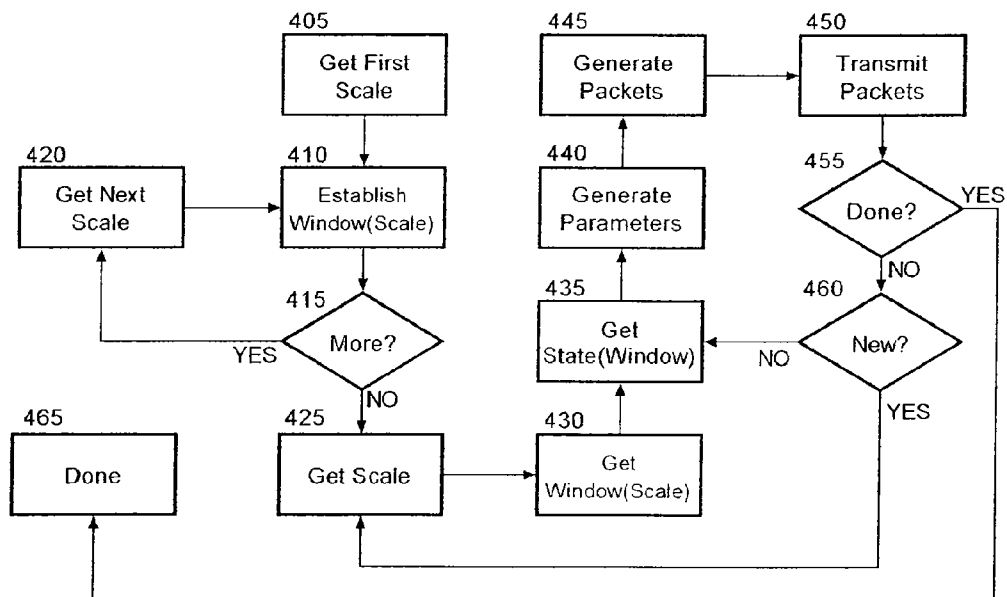 405
Get First
Scale
420
Get Next
Scale
410
Establish
Window(Scale)
415
More?
YES
NO
465
Done
425
Get Scale
430
Get
Window(Scale)
435
Get
State(Window)
440
Generate
Parameters
445
Generate
Packets
450
Transmit
Packets
455
Done?
YES
NO
460
New?
NO
YES